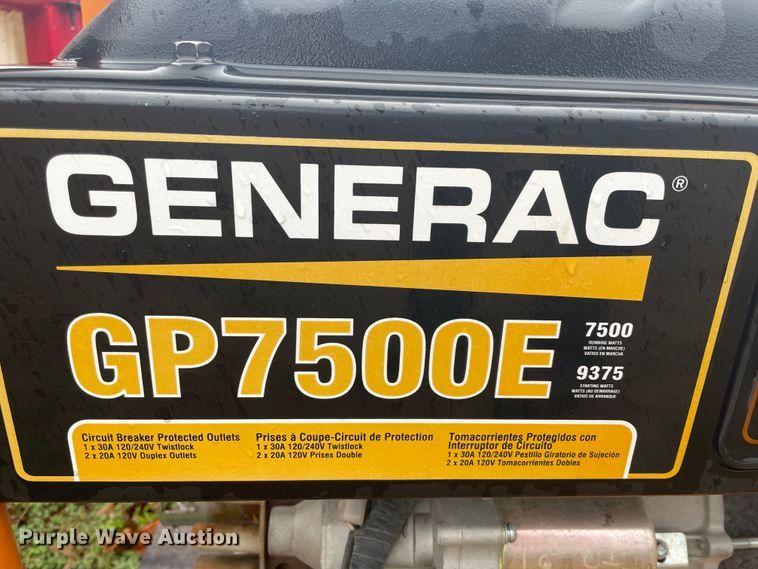 GENERAC®
GP7500E
7500
RUNNING WATTS
WATTS (EN MARCHE)
VATIOS EN MARCHA
9375
STARTING WATTS
WATTS (AU DEMARRAGE)
VATIOS DE ARRANQUE
Circuit Breaker Protected Outlets
1 x 30A 120/240V Twistlock
2 x 20A 120V Duplex Outlets
Prises à Coupe-Circuit de Protection
1 x 30A 120/240V Twistlock
2 x 20A 120V Prises Double
Tomacorrientes Protegidos con
Interruptor de Circuito
1 x 30A 120/240V Pestillo Giratorio de Sujeción
2 x 20A 120V Tomacorrientes Dobles
Purple Wave Auction